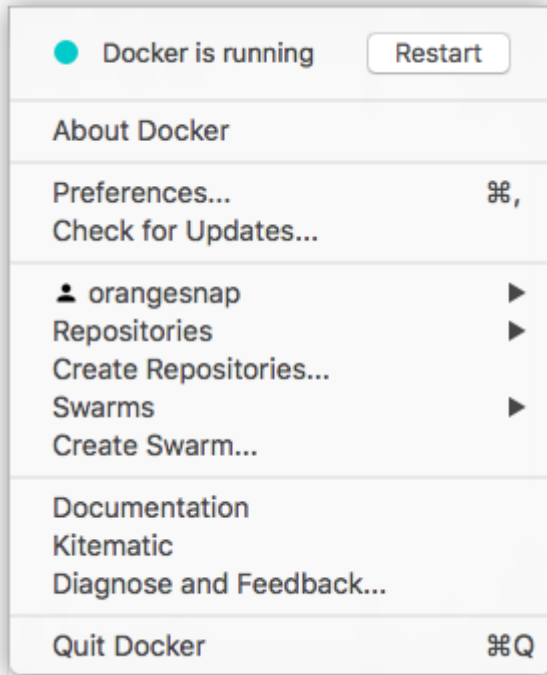 Docker is running Restart
About Docker
Preferences... ⌘,
Check for Updates...
orangesnap
Repositories
Create Repositories...
Swarms
Create Swarm...
Documentation
Kitematic
Diagnose and Feedback...
Quit Docker ⌘Q